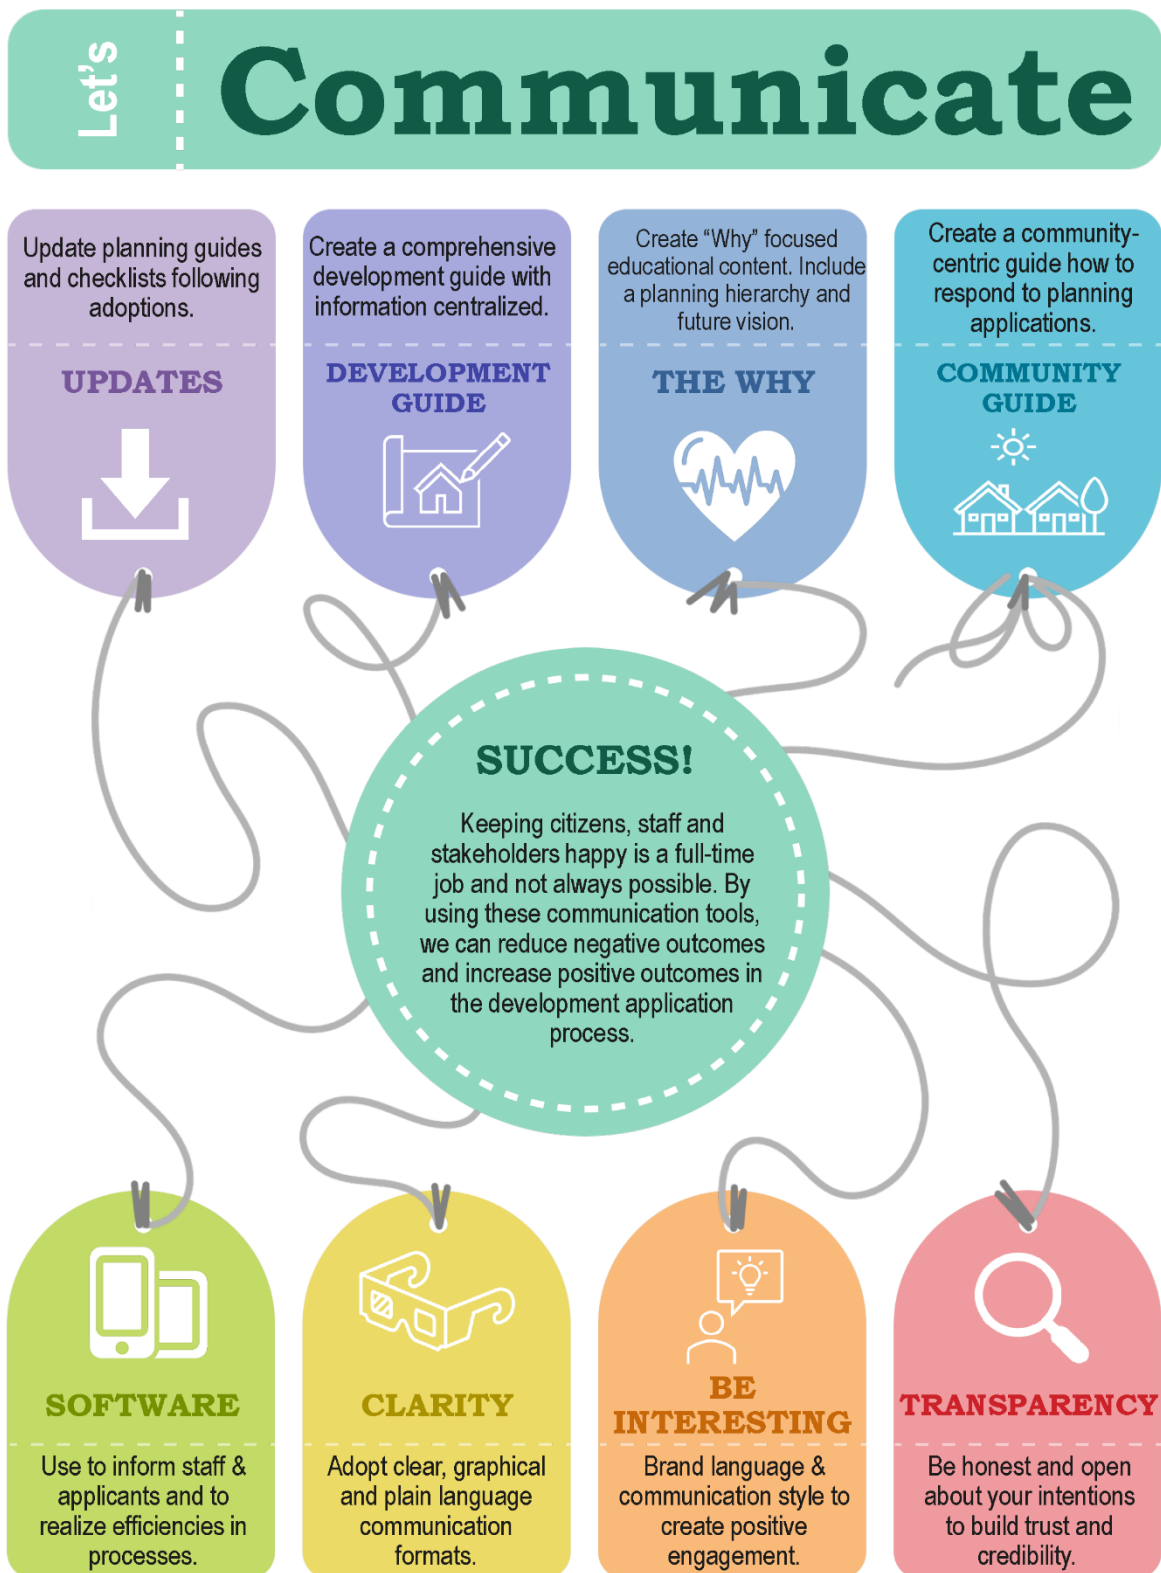 Let's
Communicate
Update planning guides
and checklists following
adoptions.
UPDATES
Create a comprehensive
development guide with
information centralized.
DEVELOPMENT
GUIDE
Create “Why” focused
educational content. Include
a planning hierarchy and
future vision.
THE WHY
Create a community-
centric guide how to
respond to planning
applications.
COMMUNITY
GUIDE
SUCCESS!
Keeping citizens, staff and
stakeholders happy is a full-time
job and not always possible. By
using these communication tools,
we can reduce negative outcomes
and increase positive outcomes in
the development application
process.
SOFTWARE
Use to inform staff &
applicants and to
realize efficiencies in
processes.
CLARITY
Adopt clear, graphical
and plain language
communication
formats.
BE
INTERESTING
Brand language &
communication style to
create positive
engagement.
TRANSPARENCY
Be honest and open
about your intentions
to build trust and
credibility.